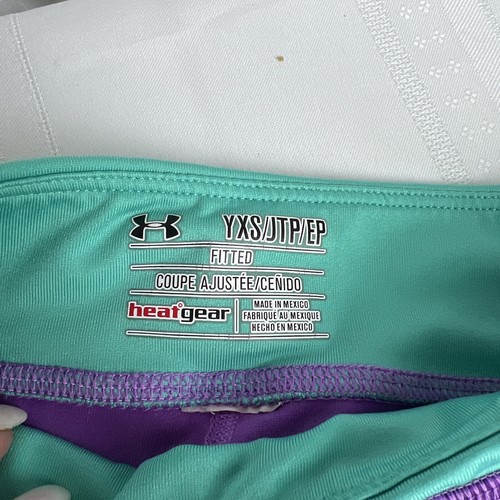 YXS/JTP/EP
FITTED
COUPE AJUSTÉE/CEÑIDO
heatgear
MADE IN MEXICO
FABRIQUÉ AU MEXIQUE
HECHO EN MEXICO